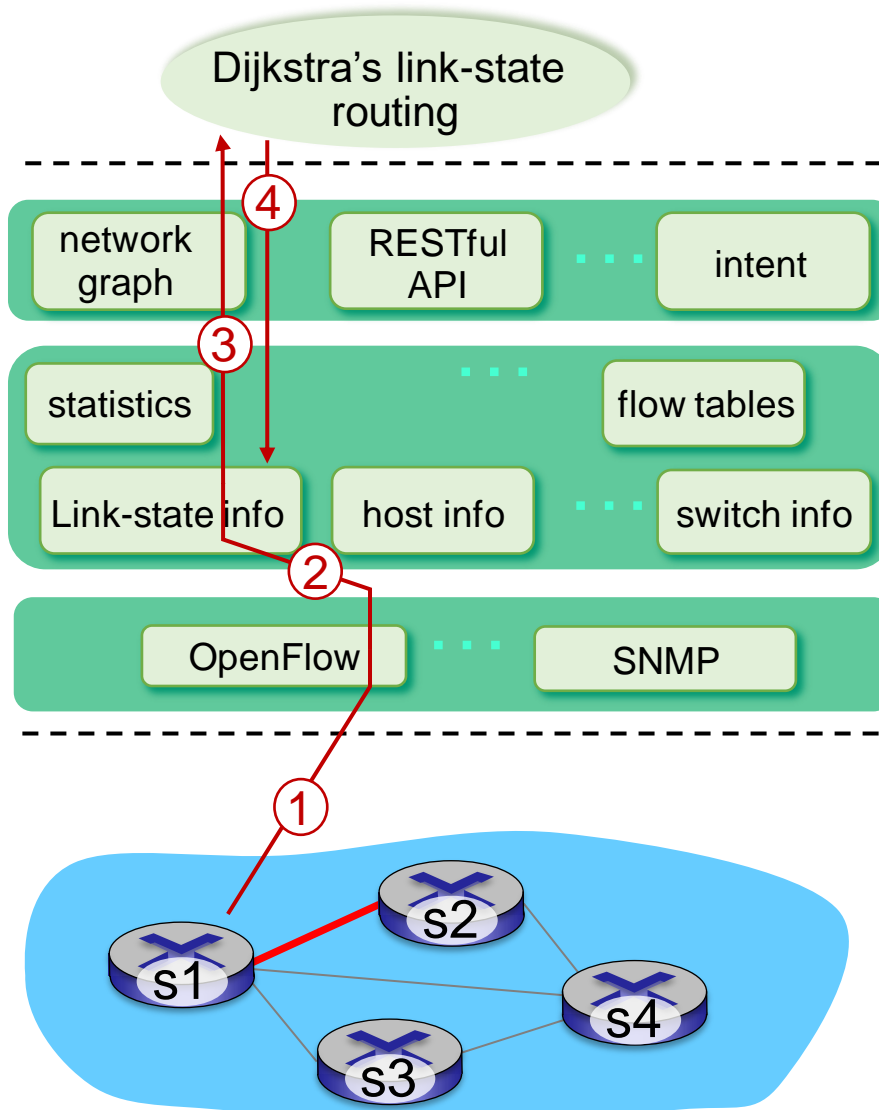 Dijkstra's link-state
routing
4
network
graph
RESTful
API
. . .
intent
3
statistics
. . .
flow tables
Link-state info
host info
. . .
switch info
2
OpenFlow
. . .
SNMP
1
s2
s1
s4
s3